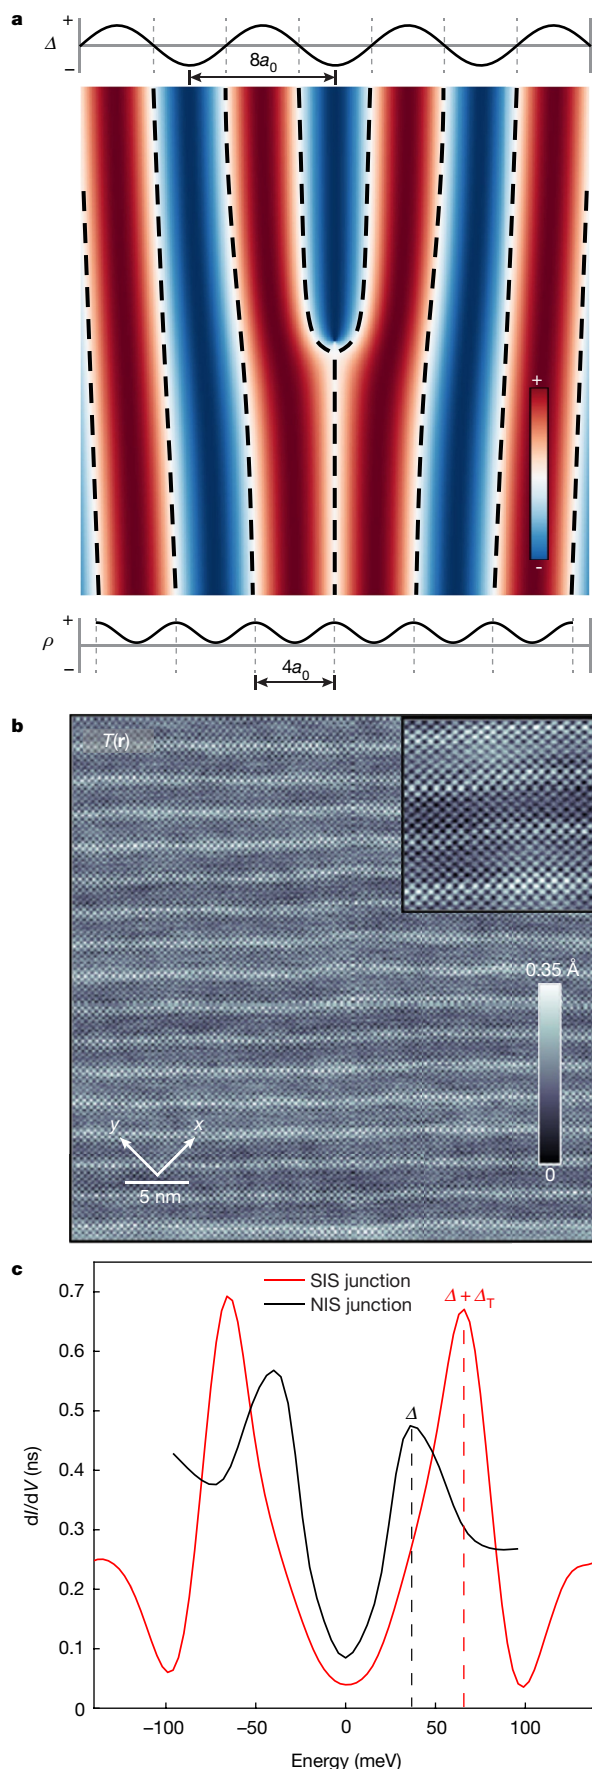 a
+
Δ
−
8a₀
+
-
+
ρ
−
4a₀
b
T(r)
0.35 Å
0
y
x
5 nm
c
SIS junction
NIS junction
Δ + Δ_T
Δ
0.7
0.6
0.5
0.4
0.3
0.2
0.1
0
dI/dV (ns)
−100
−50
0
50
100
Energy (meV)